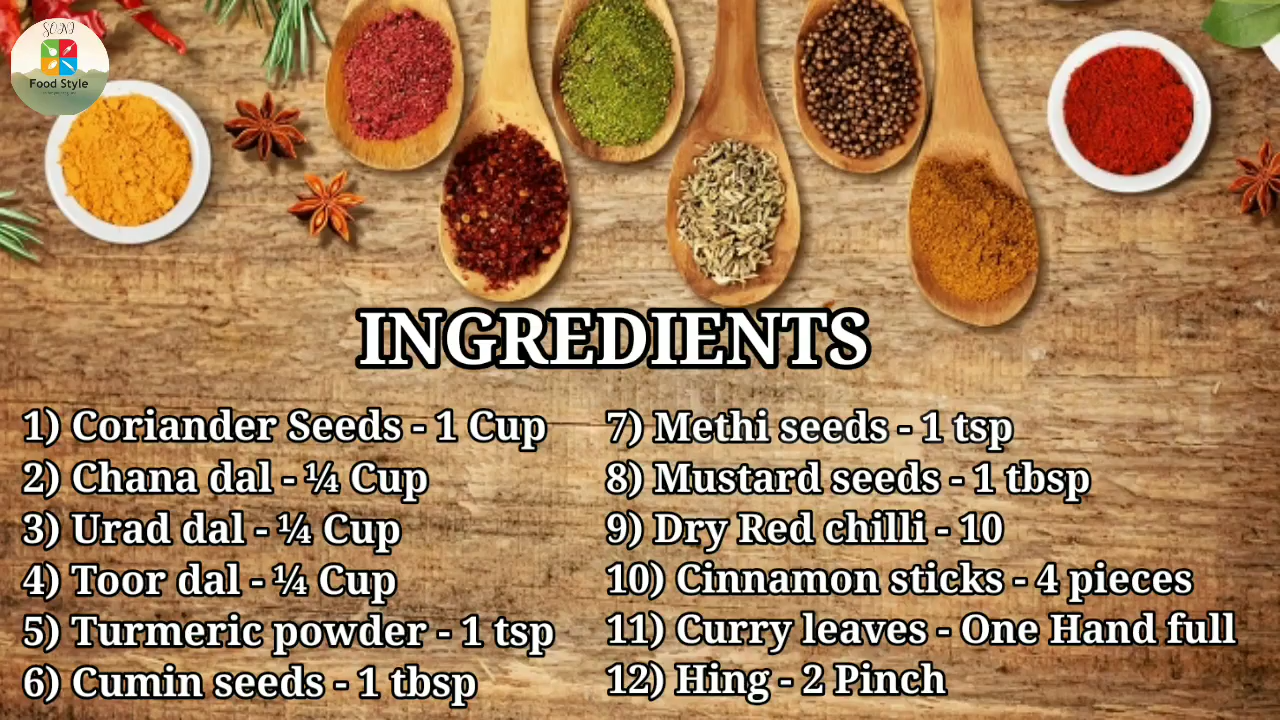 SONI
Food Style
INGREDIENTS
1) Coriander Seeds - 1 Cup
2) Chana dal - ¼ Cup
3) Urad dal - ¼ Cup
4) Toor dal - ¼ Cup
5) Turmeric powder - 1 tsp
6) Cumin seeds - 1 tbsp
7) Methi seeds - 1 tsp
8) Mustard seeds - 1 tbsp
9) Dry Red chilli - 10
10) Cinnamon sticks - 4 pieces
11) Curry leaves - One Hand full
12) Hing - 2 Pinch